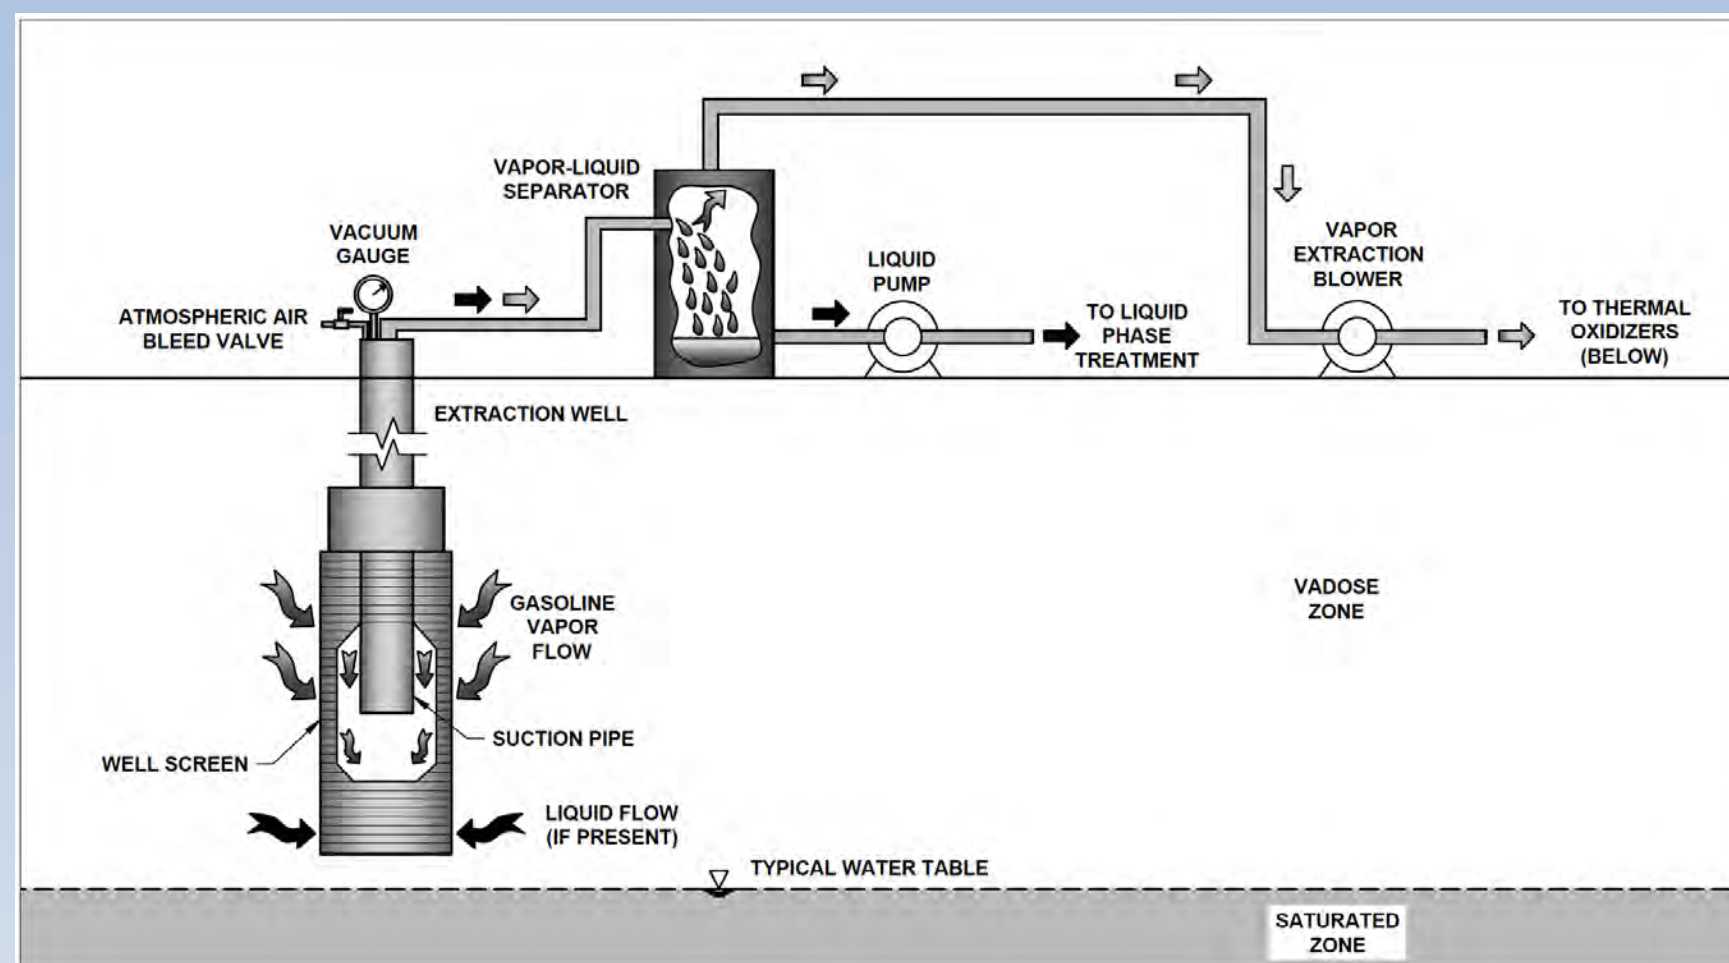 VAPOR-LIQUID
SEPARATOR
VACUUM
GAUGE
ATMOSPHERIC AIR
BLEED VALVE
LIQUID
PUMP
TO LIQUID
PHASE
TREATMENT
VAPOR
EXTRACTION
BLOWER
TO THERMAL
OXIDIZERS
(BELOW)
EXTRACTION WELL
GASOLINE
VAPOR
FLOW
VADOSE
ZONE
SUCTION PIPE
WELL SCREEN
LIQUID FLOW
(IF PRESENT)
TYPICAL WATER TABLE
SATURATED
ZONE